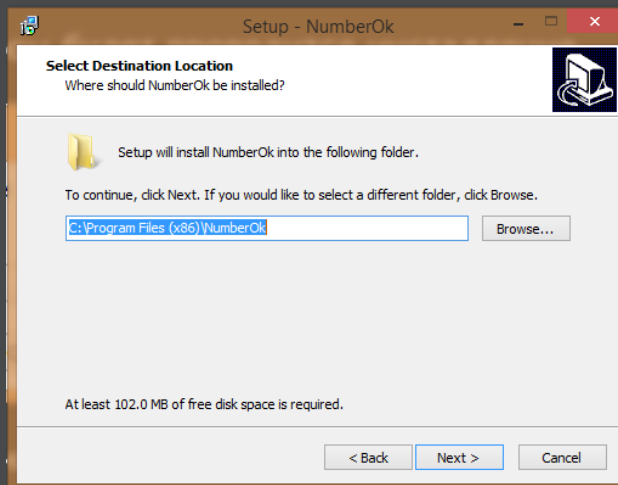 Setup - NumberOk
Select Destination Location
Where should NumberOk be installed?
Setup will install NumberOk into the following folder.
To continue, click Next. If you would like to select a different folder, click Browse.
C:\Program Files (x86)\NumberOk
Browse...
At least 102.0 MB of free disk space is required.
< Back Next > Cancel